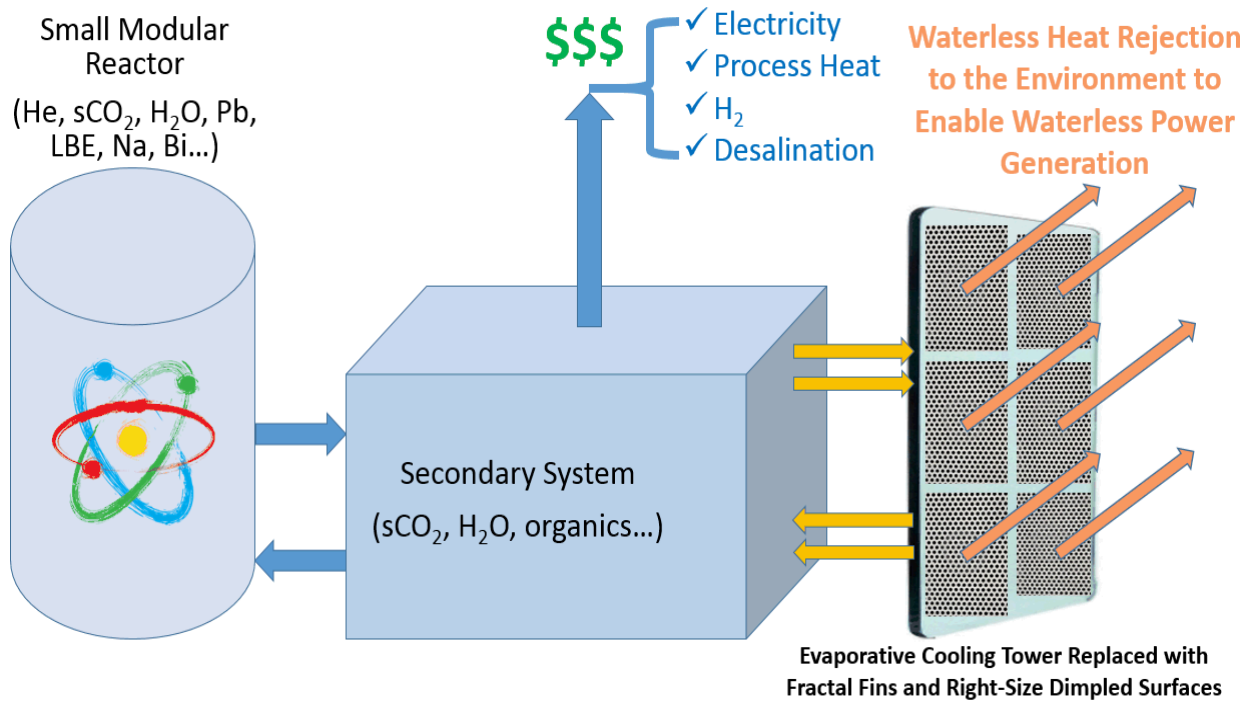 Small Modular
Reactor
(He, sCO₂, H₂O, Pb,
LBE, Na, Bi...)
$$$
✓ Electricity
✓ Process Heat
✓ H₂
✓ Desalination
Waterless Heat Rejection
to the Environment to
Enable Waterless Power
Generation
Secondary System
(sCO₂, H₂O, organics...)
Evaporative Cooling Tower Replaced with
Fractal Fins and Right-Size Dimpled Surfaces